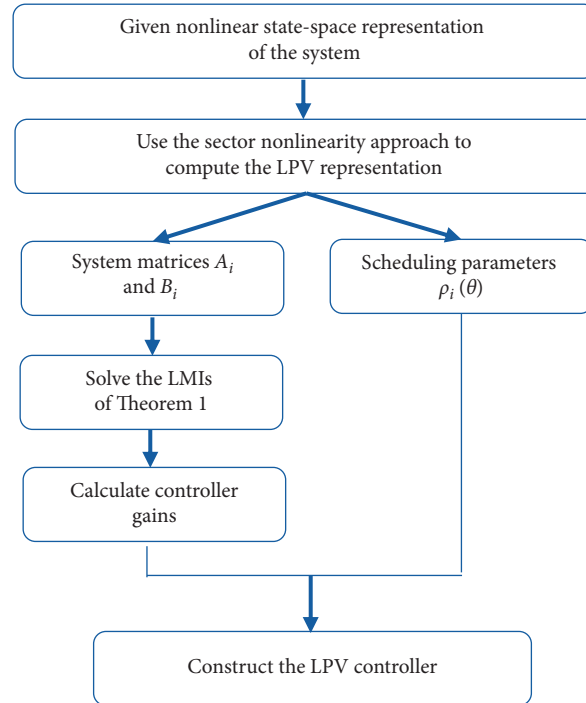 Given nonlinear state-space representation
of the system
Use the sector nonlinearity approach to
compute the LPV representation
System matrices A_i
and B_i
Scheduling parameters
ρ_i (θ)
Solve the LMIs
of Theorem 1
Calculate controller
gains
Construct the LPV controller